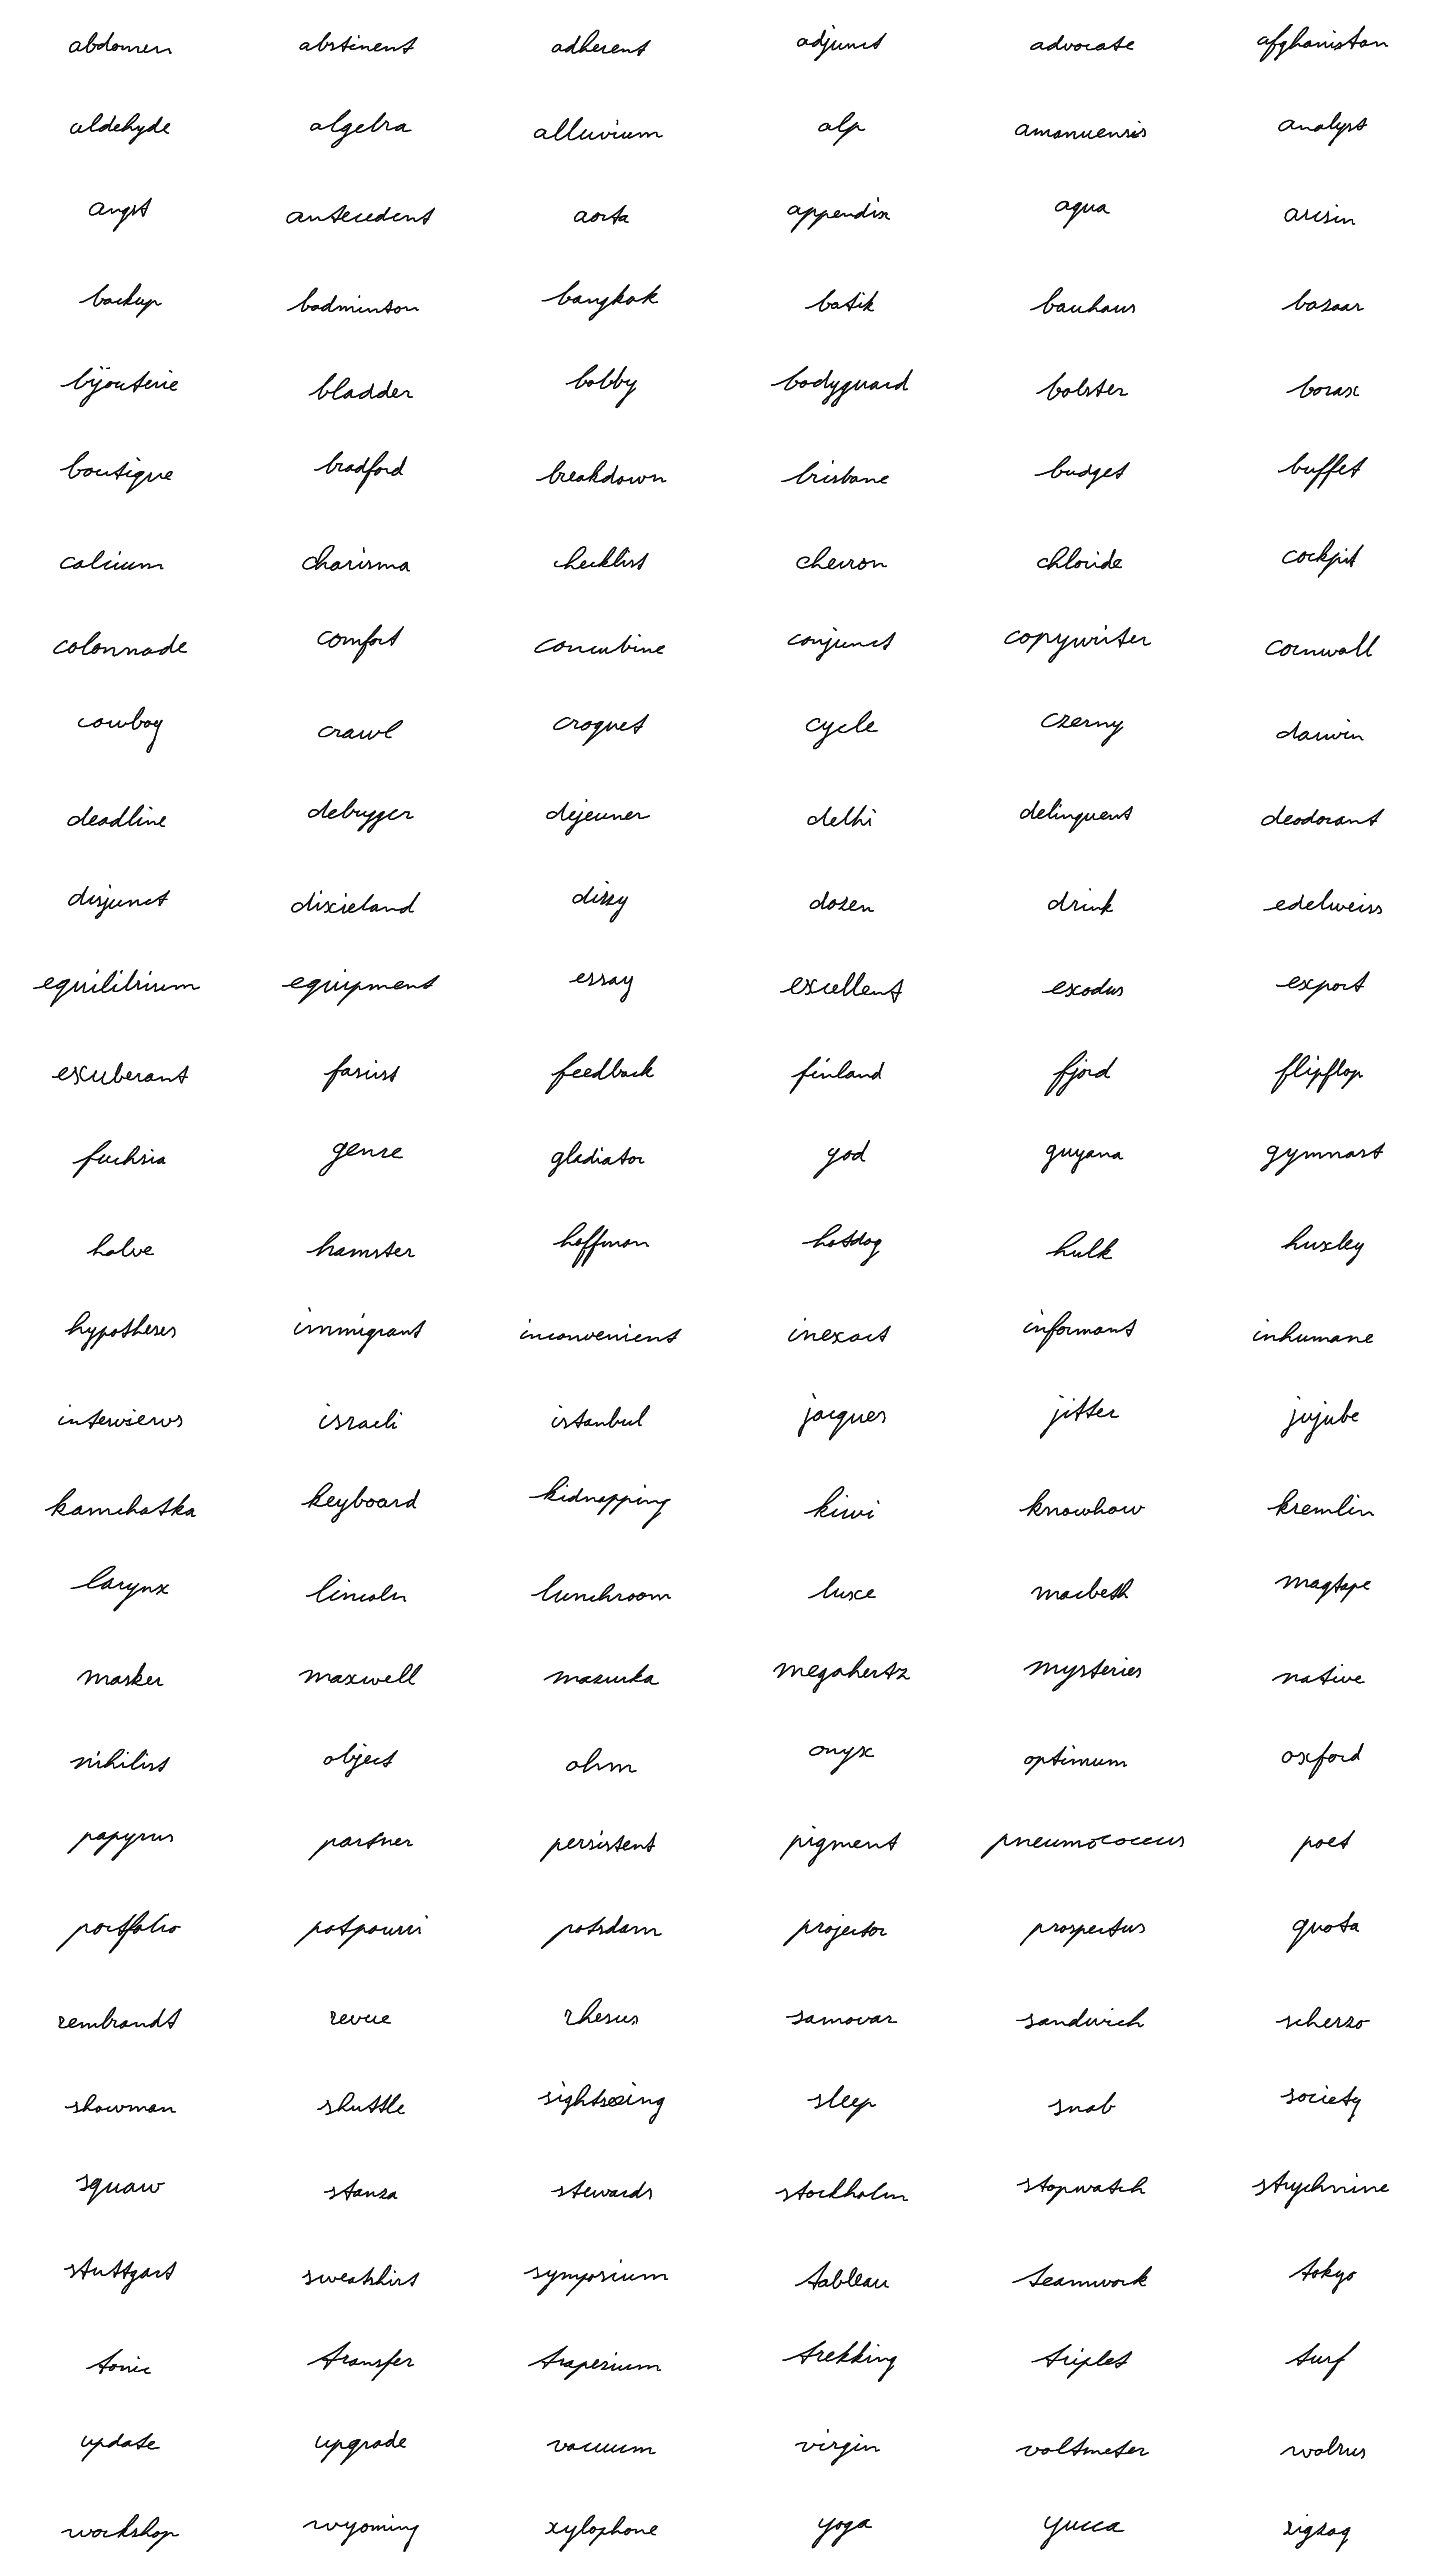 abdomen abstinent adherent adjunct advocate afghanistan
aldehyde algebra alluvium alp amanuensis analyst
angst antecedent aorta appendix aqua arisin
backup badminton bangkok batik bauhaus bazaar
bijouterie bladder bobby bodyguard bolster borax
boutique bradford breakdown brisbane budget buffet
calcium charisma checklist chevron chloride cockpit
colonnade comfort concubine conjunct copywriter cornwall
cowboy crawl croquet cycle czerny darwin
deadline debugger dejeuner delhi delinquent deodorant
disjunct dixieland dizzy dozen drink edelweiss
equilibrium equipment essay excellent exodus export
exuberant fascist feedback finland fjord flipflop
fuchsia genre gladiator god guyana gymnast
halve hamster hoffman hotdog hulk huxley
hypotheses immigrant inconvenient inexact informant inhumane
interviews israeli istanbul jacques jitter jujube
kamchatka keyboard kidnapping kiwi knowhow kremlin
larynx lincoln lunchroom luxe macbeth magtape
masker maxwell mazurka megahertz mysteries native
nihilist object ohm onyx optimum oxford
papyrus partner persistent pigment pneumococcus poet
portfolio potpourri potsdam projector prospectus quota
rembrandt revue rhesus samovar sandwich scherzo
showman shuttle sightseeing sleep snob society
squaw stanza stewards stockholm stopwatch strychnine
stuttgart sweatshirt symposium tableau teamwork tokyo
tonic transfer trapezium trekking triplet turf
update upgrade vacuum virgin voltmeter walrus
workshop wyoming xylophone yoga yucca zigzag